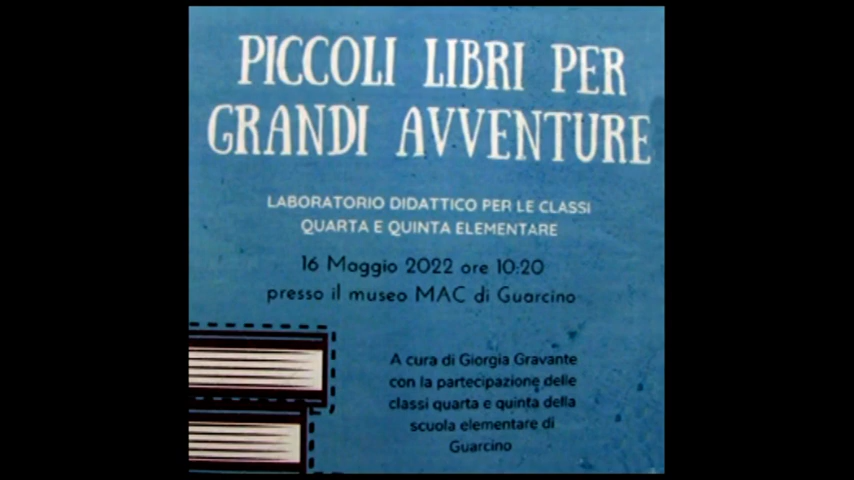 PICCOLI LIBRI PER
GRANDI AVVENTURE
LABORATORIO DIDATTICO PER LE CLASSI
QUARTA E QUINTA ELEMENTARE
16 Maggio 2022 ore 10:20
presso il museo MAC di Guarcino
A cura di Giorgia Gravante
con la partecipazione delle
classi quarta e quinta della
scuola elementare di
Guarcino